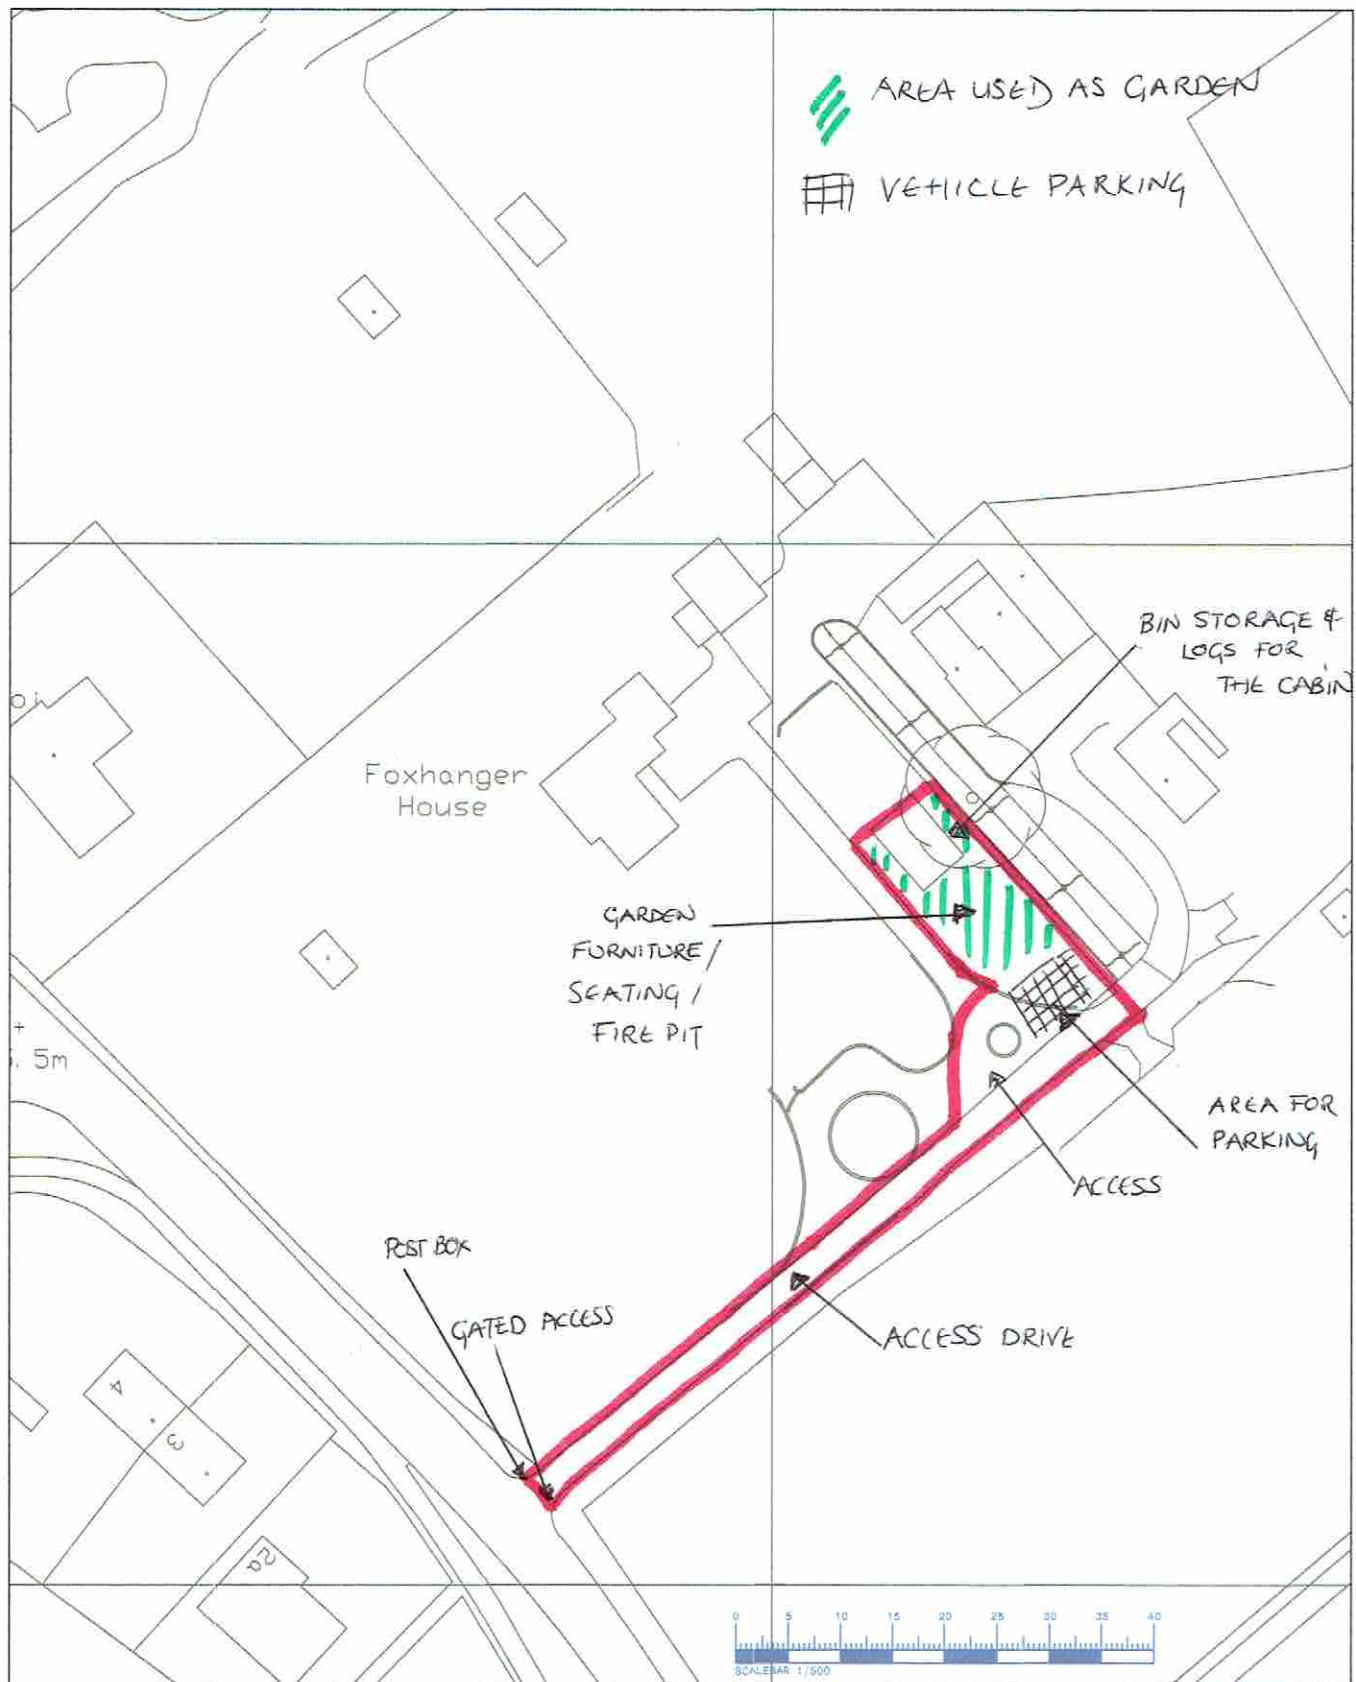 AREA USED AS GARDEN
VEHICLE PARKING
BIN STORAGE &
LOGS FOR
THE CABIN
Foxhanger
House
GARDEN
FURNITURE /
SEATING /
FIRE PIT
+
5m
AREA FOR
PARKING
ACCESS
POST BOX
GATED ACCESS
ACCESS DRIVE
4
3
2a
0 5 10 15 20 25 30 35 40
SCALEBAR 1/500